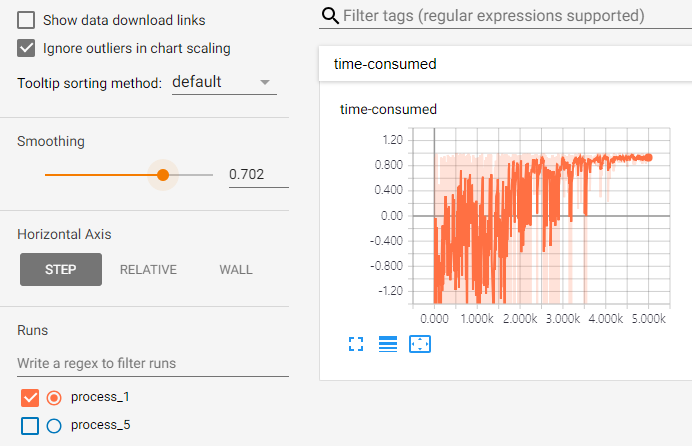 Show data download links
Ignore outliers in chart scaling
Tooltip sorting method: default
Smoothing
0.702
Horizontal Axis
STEP RELATIVE WALL
Runs
Write a regex to filter runs
process_1
process_5
Filter tags (regular expressions supported)
time-consumed
time-consumed
1.20
0.800
0.400
0.00
-0.400
-0.800
-1.20
0.000 1.000k 2.000k 3.000k 4.000k 5.000k